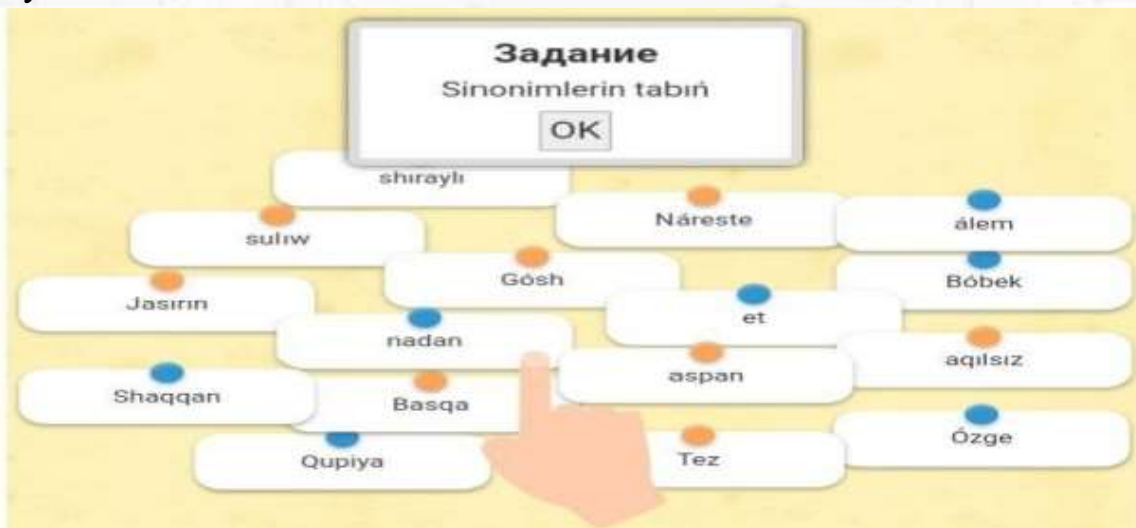 Задание
Sinonimlerin tabıń
OK
shıraylı
Náreste
álem
sulıw
Gósh
Bóbek
Jasırın
et
nadan
aqılsız
aspan
Shaqqan
Basqa
Ózge
Qupiya
Tez